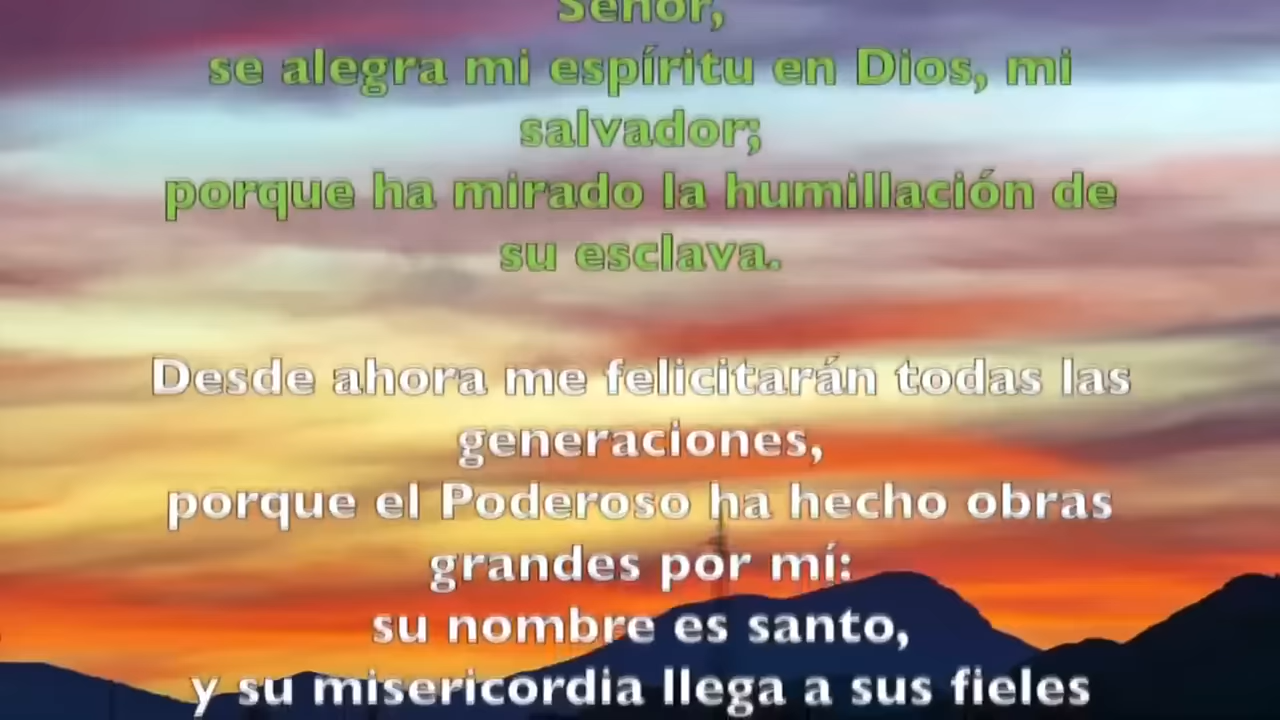 Señor,
se alegra mi espíritu en Dios, mi
salvador;
porque ha mirado la humillación de
su esclava.
Desde ahora me felicitarán todas las
generaciones,
porque el Poderoso ha hecho obras
grandes por mí:
su nombre es santo,
y su misericordia llega a sus fieles